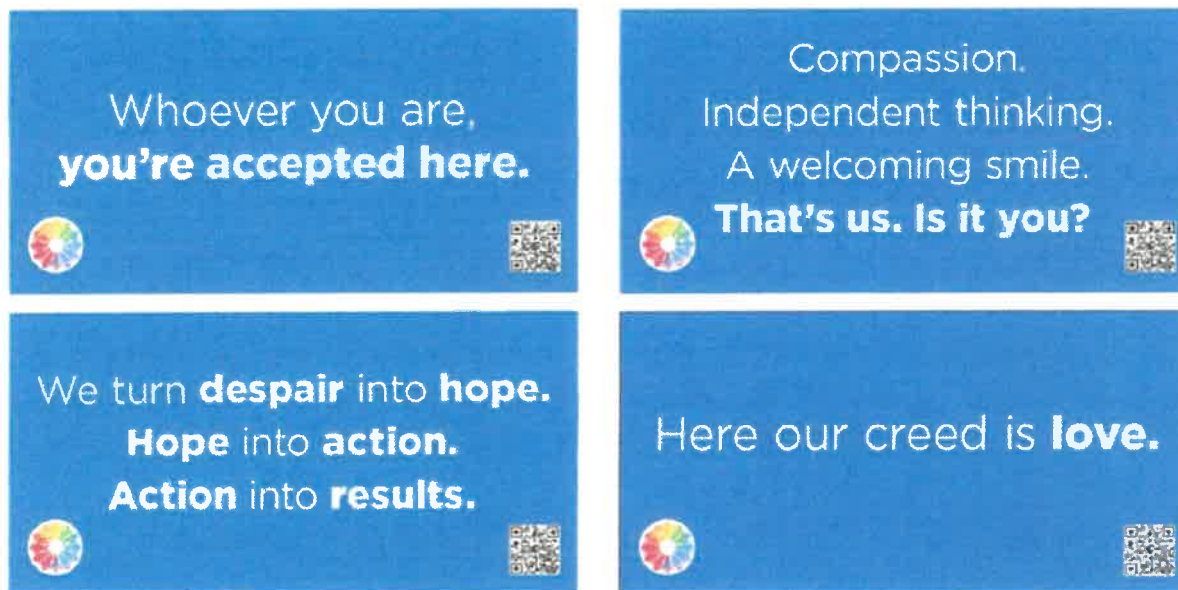 Whoever you are,
you're accepted here.
Compassion.
Independent thinking.
A welcoming smile.
That's us. Is it you?
We turn despair into hope.
Hope into action.
Action into results.
Here our creed is love.